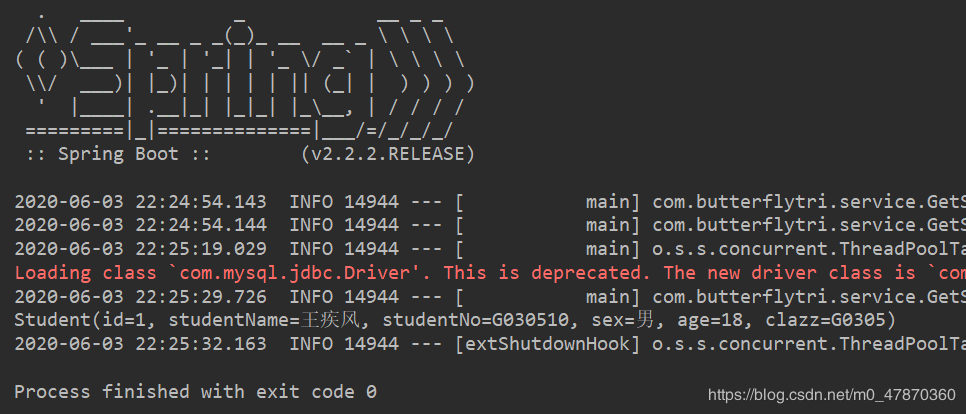 .   ____          _            __ _ _
 /\\ / ___'_ __ _ _(_)_ __  __ _ \ \ \ \
( ( )\___ | '_ | '_| | '_ \/ _` | \ \ \ \
 \\/  ___)| |_)| | | | | || (_| |  ) ) ) )
  '  |____| .__|_| |_|_| |_\__, | / / / /
 =========|_|==============|___/=/_/_/_/
 :: Spring Boot ::        (v2.2.2.RELEASE)
2020-06-03 22:24:54.143  INFO 14944 --- [           main] com.butterflytri.service.GetS
2020-06-03 22:24:54.144  INFO 14944 --- [           main] com.butterflytri.service.GetS
2020-06-03 22:25:19.029  INFO 14944 --- [           main] o.s.s.concurrent.ThreadPoolTa
Loading class `com.mysql.jdbc.Driver'. This is deprecated. The new driver class is `com
2020-06-03 22:25:29.726  INFO 14944 --- [           main] com.butterflytri.service.GetS
Student(id=1, studentName=王疾风, studentNo=G030510, sex=男, age=18, clazz=G0305)
2020-06-03 22:25:32.163  INFO 14944 --- [extShutdownHook] o.s.s.concurrent.ThreadPoolTa
Process finished with exit code 0
https://blog.csdn.net/m0_47870360